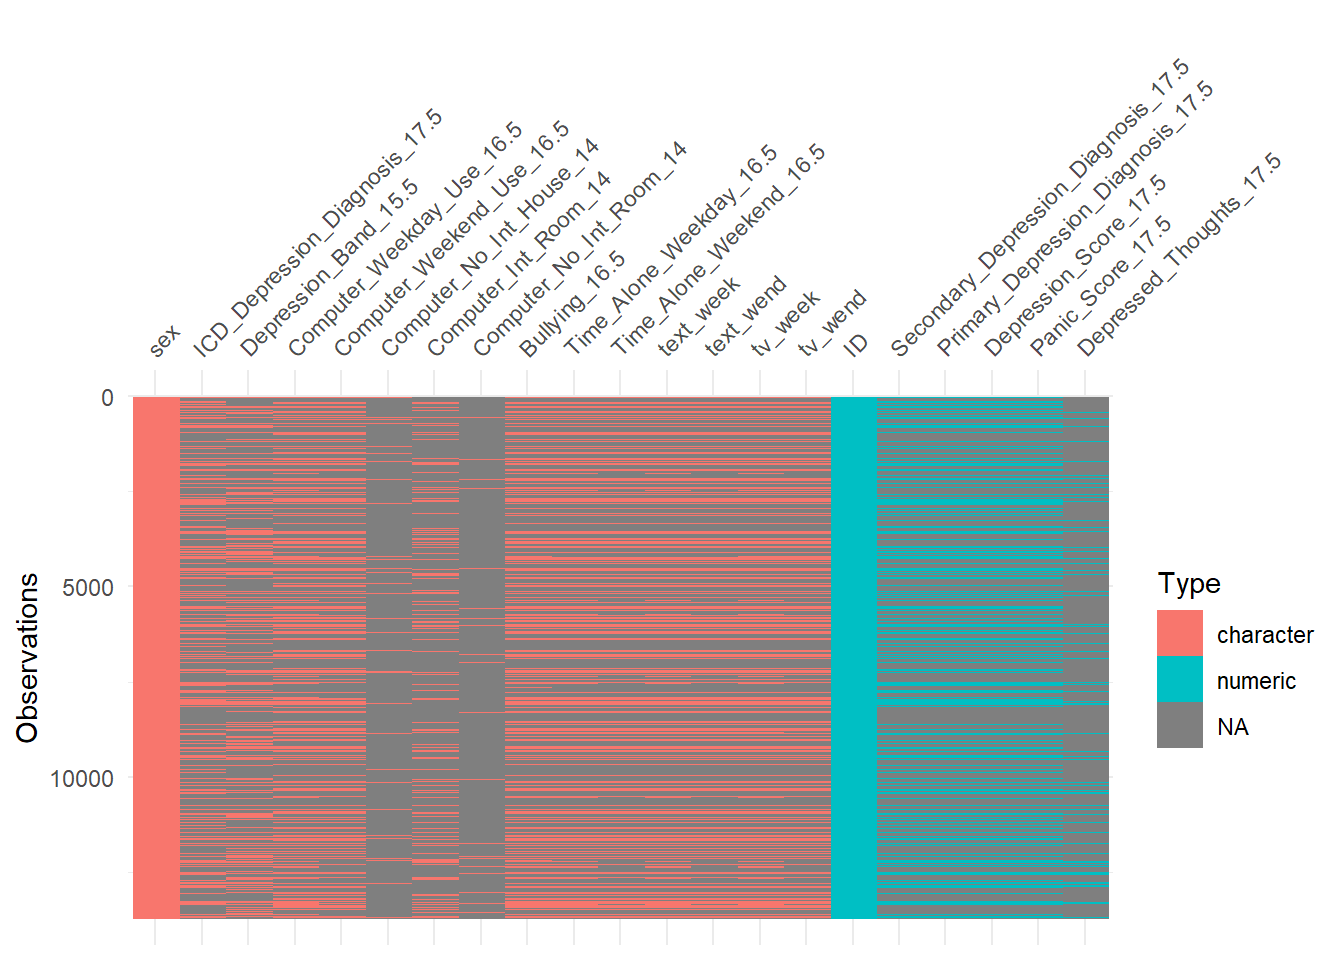 sex
ICD_Depression_Diagnosis_17.5
Depression_Band_15.5
Computer_Weekday_Use_16.5
Computer_Weekend_Use_16.5
Computer_No_Int_House_14
Computer_Int_Room_14
Computer_No_Int_Room_14
Bullying_16.5
Time_Alone_Weekday_16.5
Time_Alone_Weekend_16.5
text_week
text_wend
tv_week
tv_wend
ID
Secondary_Depression_Diagnosis_17.5
Primary_Depression_Diagnosis_17.5
Depression_Score_17.5
Panic_Score_17.5
Depressed_Thoughts_17.5
0
5000
10000
Observations
Type
character
numeric
NA